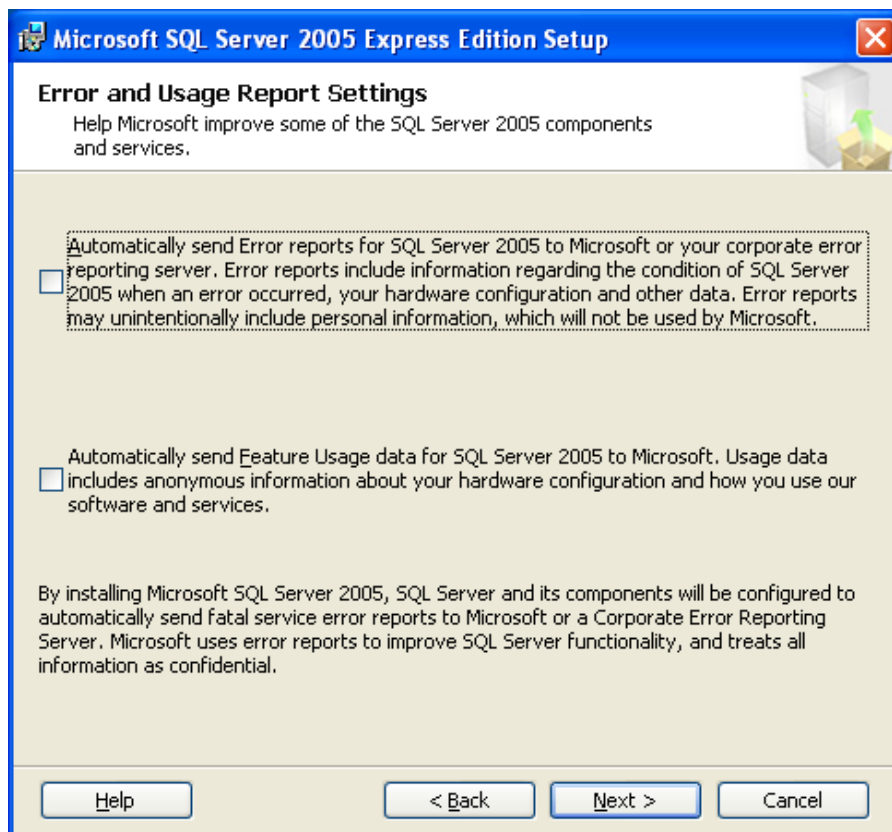 Microsoft SQL Server 2005 Express Edition Setup
Error and Usage Report Settings
Help Microsoft improve some of the SQL Server 2005 components
and services.
Automatically send Error reports for SQL Server 2005 to Microsoft or your corporate error
reporting server. Error reports include information regarding the condition of SQL Server
2005 when an error occurred, your hardware configuration and other data. Error reports
may unintentionally include personal information, which will not be used by Microsoft.
Automatically send Feature Usage data for SQL Server 2005 to Microsoft. Usage data
includes anonymous information about your hardware configuration and how you use our
software and services.
By installing Microsoft SQL Server 2005, SQL Server and its components will be configured to
automatically send fatal service error reports to Microsoft or a Corporate Error Reporting
Server. Microsoft uses error reports to improve SQL Server functionality, and treats all
information as confidential.
Help
< Back
Next >
Cancel